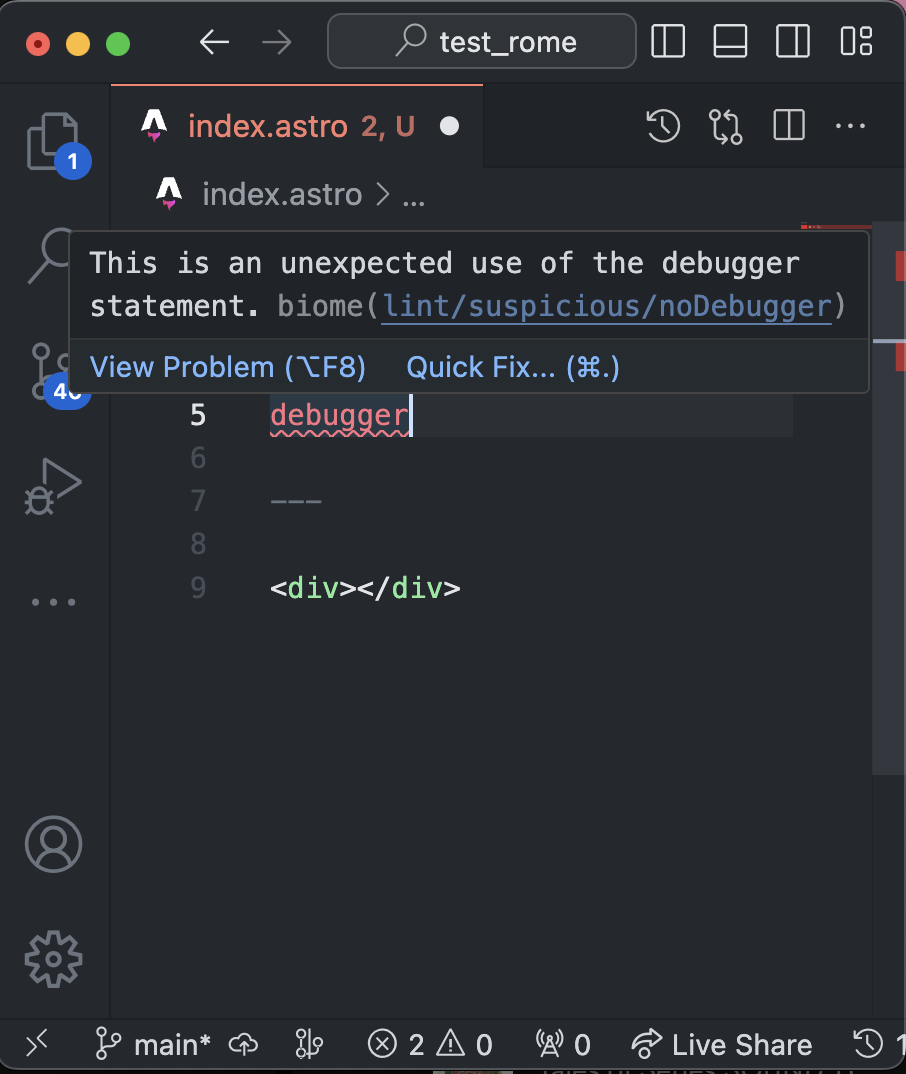 test_rome
index.astro 2, U
1
index.astro > ...
This is an unexpected use of the debugger
statement. biome(lint/suspicious/noDebugger)
View Problem (⌥F8) Quick Fix... (⌘.)
5 debugger
6
7 ---
8
9 <div></div>
main* 2 0 0 Live Share 1